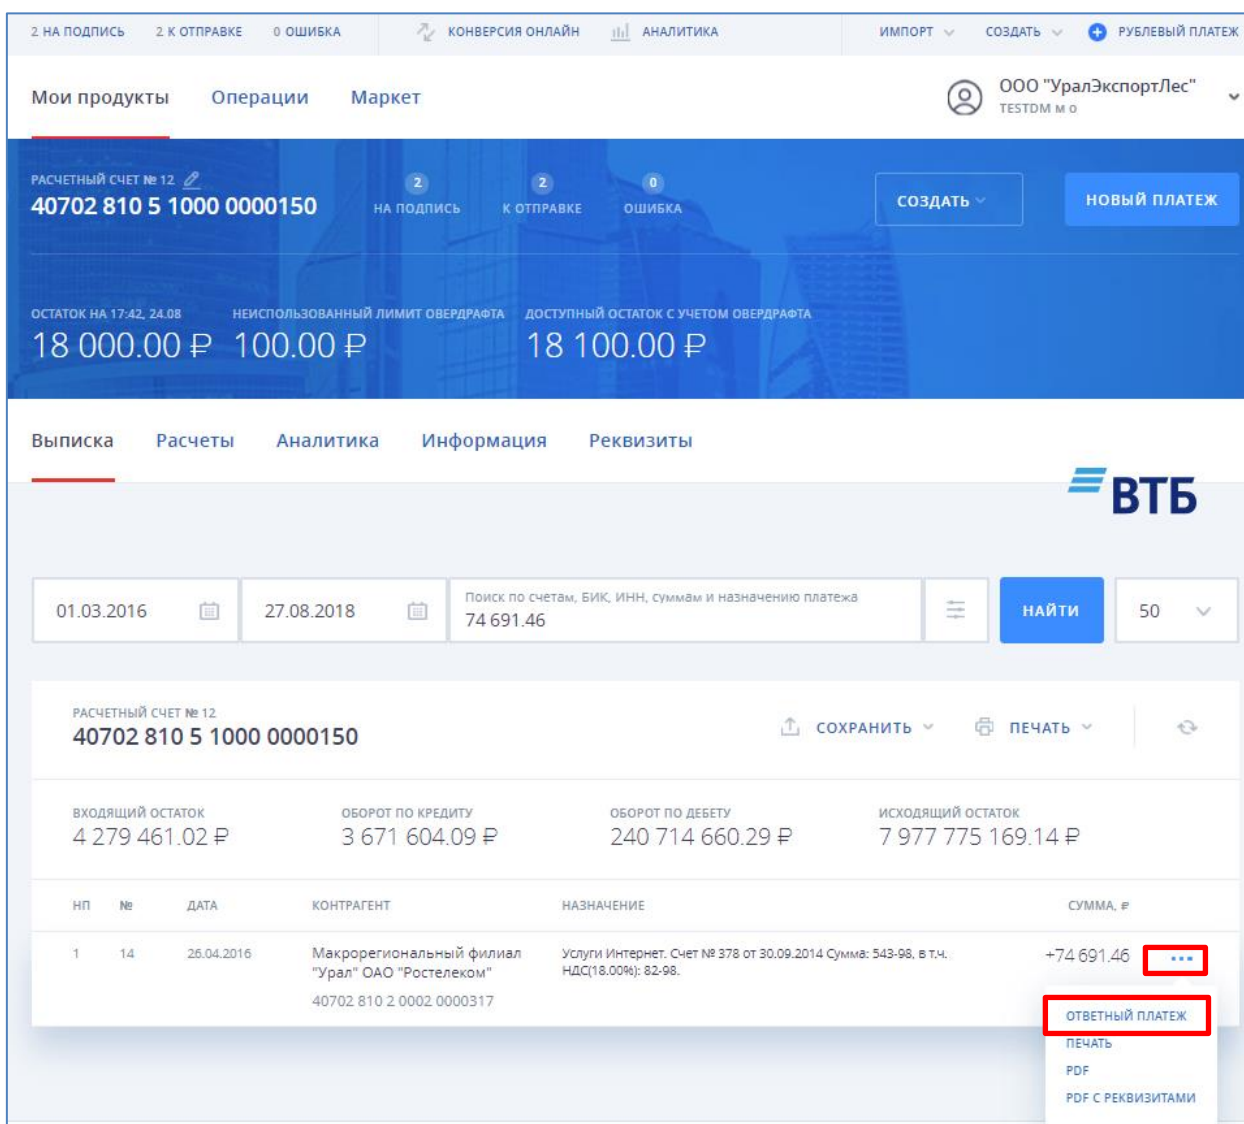 2 НА ПОДПИСЬ 2 К ОТПРАВКЕ 0 ОШИБКА КОНВЕРСИЯ ОНЛАЙН АНАЛИТИКА ИМПОРТ СОЗДАТЬ РУБЛЕВЫЙ ПЛАТЕЖ
Мои продукты Операции Маркет ООО "УралЭкспортЛес"
TESTDM м о
РАСЧЕТНЫЙ СЧЕТ № 12
40702 810 5 1000 0000150
2 НА ПОДПИСЬ
2 К ОТПРАВКЕ
0 ОШИБКА
СОЗДАТЬ
НОВЫЙ ПЛАТЕЖ
ОСТАТОК НА 17:42, 24.08 НЕИСПОЛЬЗОВАННЫЙ ЛИМИТ ОВЕРДРАФТА ДОСТУПНЫЙ ОСТАТОК С УЧЕТОМ ОВЕРДРАФТА
18 000.00 ₽ 100.00 ₽ 18 100.00 ₽
Выписка Расчеты Аналитика Информация Реквизиты
ВТБ
01.03.2016 27.08.2018
Поиск по счетам, БИК, ИНН, суммам и назначению платежа
74 691.46
НАЙТИ
50
РАСЧЕТНЫЙ СЧЕТ № 12
40702 810 5 1000 0000150
СОХРАНИТЬ ПЕЧАТЬ
ВХОДЯЩИЙ ОСТАТОК ОБОРОТ ПО КРЕДИТУ ОБОРОТ ПО ДЕБЕТУ ИСХОДЯЩИЙ ОСТАТОК
4 279 461.02 ₽ 3 671 604.09 ₽ 240 714 660.29 ₽ 7 977 775 169.14 ₽
НП № ДАТА КОНТРАГЕНТ НАЗНАЧЕНИЕ СУММА, ₽
1 14 26.04.2016 Макрорегиональный филиал Услуги Интернет. Счет № 378 от 30.09.2014 Сумма: 543-98, в т.ч. +74 691.46
"Урал" ОАО "Ростелеком" НДС(18.00%): 82-98.
40702 810 2 0002 0000317
ОТВЕТНЫЙ ПЛАТЕЖ
ПЕЧАТЬ
PDF
PDF С РЕКВИЗИТАМИ